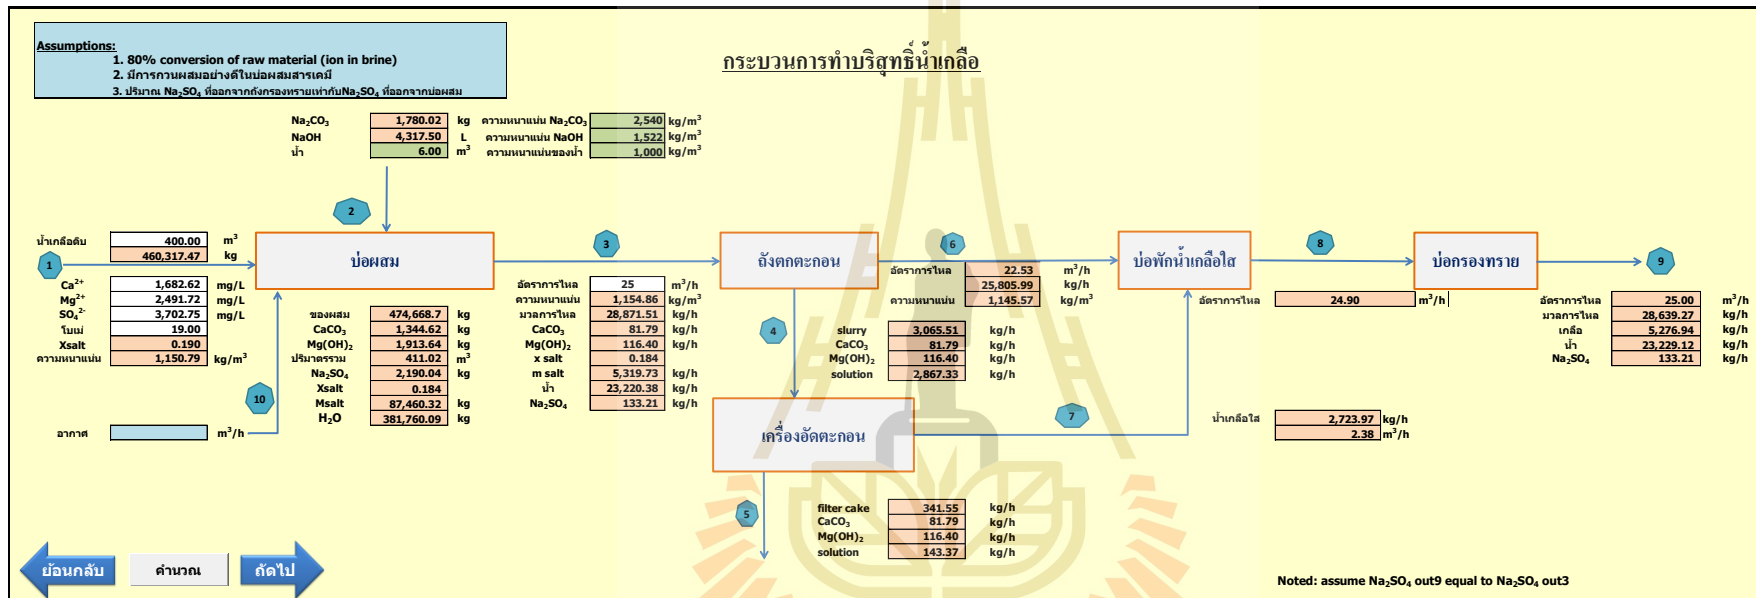 Assumptions:
1. 80% conversion of raw material (ion in brine)
2. มีการกวนผสมอย่างดีในบ่อผสมสารเคมี
3. ปริมาณ Na₂SO₄ ที่ออกจากถังกรองทรายเท่ากับNa₂SO₄ ที่ออกจากบ่อผสม
กระบวนการทำบริสุทธิ์น้ำเกลือ
Na₂CO₃ 1,780.02 kg ความหนาแน่น Na₂CO₃ 2,540 kg/m³
NaOH 4,317.50 L ความหนาแน่น NaOH 1,522 kg/m³
น้ำ 6.00 m³ ความหนาแน่นของน้ำ 1,000 kg/m³
2
น้ำเกลือดิบ 400.00 m³
460,317.47 kg
1
Ca²⁺ 1,682.62 mg/L
Mg²⁺ 2,491.72 mg/L
SO₄²⁻ 3,702.75 mg/L
โบเม่ 19.00
Xsalt 0.190
ความหนาแน่น 1,150.79 kg/m³
10
อากาศ m³/h
บ่อผสม
ของผสม 474,668.7 kg
CaCO₃ 1,344.62 kg
Mg(OH)₂ 1,913.64 kg
ปริมาตรรวม 411.02 m³
Na₂SO₄ 2,190.04 kg
Xsalt 0.184
Msalt 87,460.32 kg
H₂O 381,760.09 kg
3
อัตราการไหล 25 m³/h
ความหนาแน่น 1,154.86 kg/m³
มวลการไหล 28,871.51 kg/h
CaCO₃ 81.79 kg/h
Mg(OH)₂ 116.40 kg/h
x salt 0.184
m salt 5,319.73 kg/h
น้ำ 23,220.38 kg/h
Na₂SO₄ 133.21 kg/h
ถังตกตะกอน
6
อัตราการไหล 22.53 m³/h
25,805.99 kg/h
ความหนาแน่น 1,145.57 kg/m³
4
slurry 3,065.51 kg/h
CaCO₃ 81.79 kg/h
Mg(OH)₂ 116.40 kg/h
solution 2,867.33 kg/h
เครื่องอัดตะกอน
7
น้ำเกลือใส 2,723.97 kg/h
2.38 m³/h
5
filter cake 341.55 kg/h
CaCO₃ 81.79 kg/h
Mg(OH)₂ 116.40 kg/h
solution 143.37 kg/h
บ่อพักน้ำเกลือใส
8
อัตราการไหล 24.90 m³/h
บ่อกรองทราย
9
อัตราการไหล 25.00 m³/h
มวลการไหล 28,639.27 kg/h
เกลือ 5,276.94 kg/h
น้ำ 23,229.12 kg/h
Na₂SO₄ 133.21 kg/h
ย้อนกลับ
คำนวณ
ถัดไป
Noted: assume Na₂SO₄ out9 equal to Na₂SO₄ out3